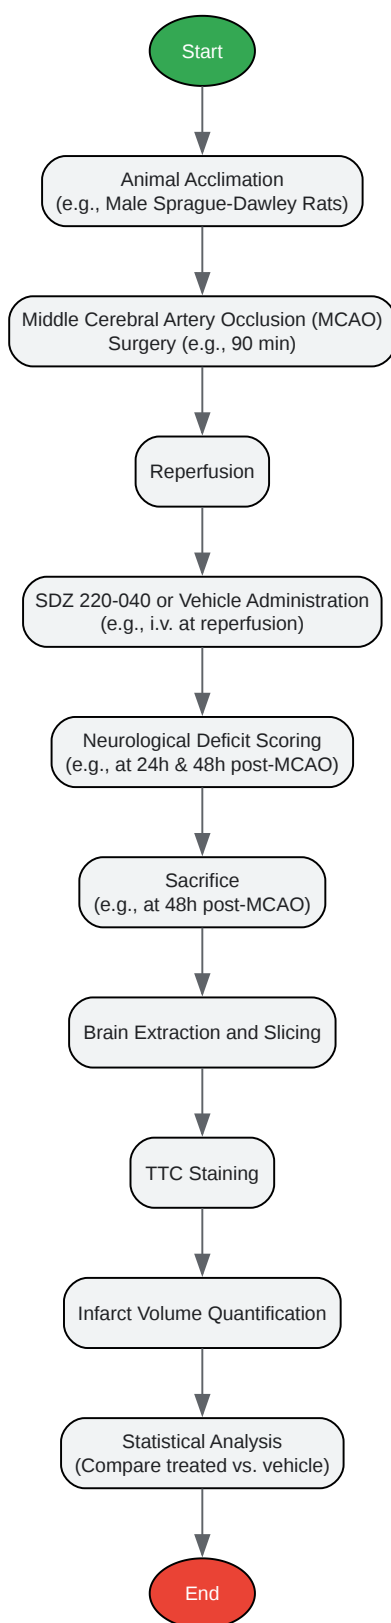 Start
Animal Acclimation
(e.g., Male Sprague-Dawley Rats)
Middle Cerebral Artery Occlusion (MCAO)
Surgery (e.g., 90 min)
Reperfusion
SDZ 220-040 or Vehicle Administration
(e.g., i.v. at reperfusion)
Neurological Deficit Scoring
(e.g., at 24h & 48h post-MCAO)
Sacrifice
(e.g., at 48h post-MCAO)
Brain Extraction and Slicing
TTC Staining
Infarct Volume Quantification
Statistical Analysis
(Compare treated vs. vehicle)
End